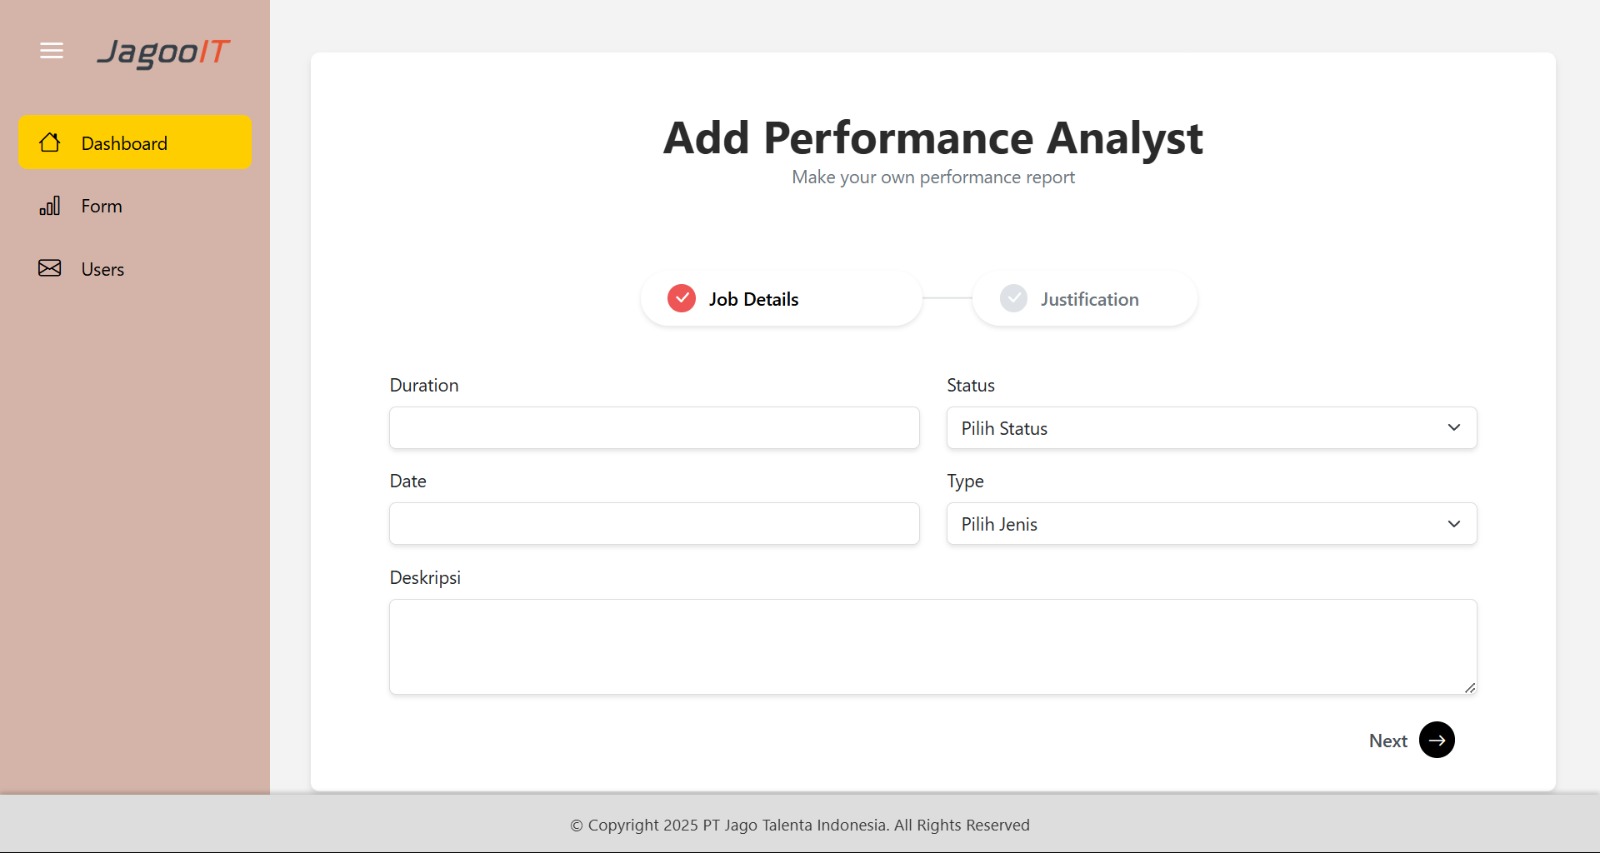 JagooIT
Dashboard
Form
Users
Add Performance Analyst
Make your own performance report
Job Details
Justification
Duration
Status
Pilih Status
Date
Type
Pilih Jenis
Deskripsi
Next
© Copyright 2025 PT Jago Talenta Indonesia. All Rights Reserved